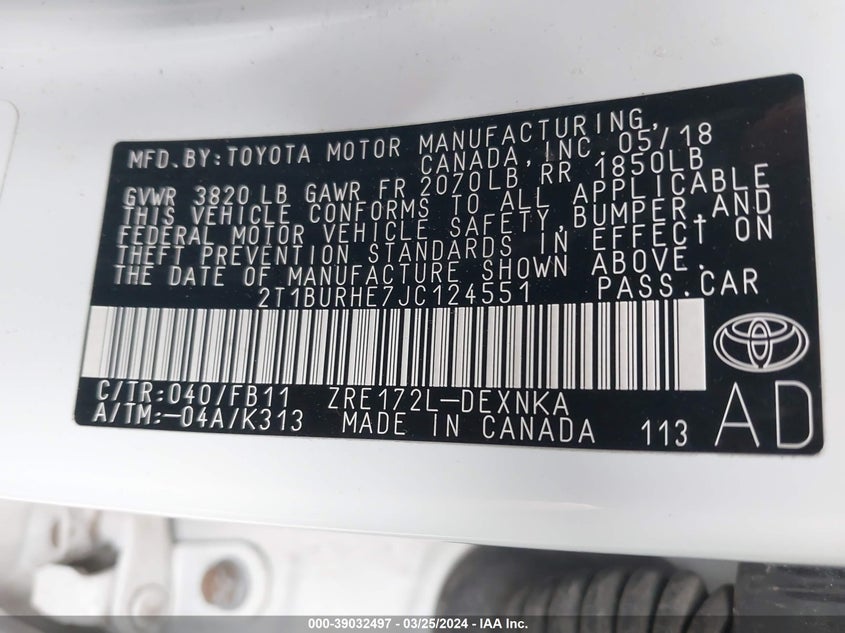 MFD. BY: TOYOTA MOTOR MANUFACTURING,
CANADA, INC. 05/18
GVWR 3820 LB GAWR FR 2070LB RR 1850LB
THIS VEHICLE CONFORMS TO ALL APPLICABLE
FEDERAL MOTOR VEHICLE SAFETY, BUMPER, AND
THEFT PREVENTION STANDARDS IN EFFECT ON
THE DATE OF MANUFACTURE SHOWN ABOVE.
2T1BURHE7JC124551 PASS. CAR
C/TR: 040/FB11 ZRE172L-DEXNKA
A/TM: -04A/K313 MADE IN CANADA 113 AD
000-39032497 - 03/25/2024 - IAA Inc.